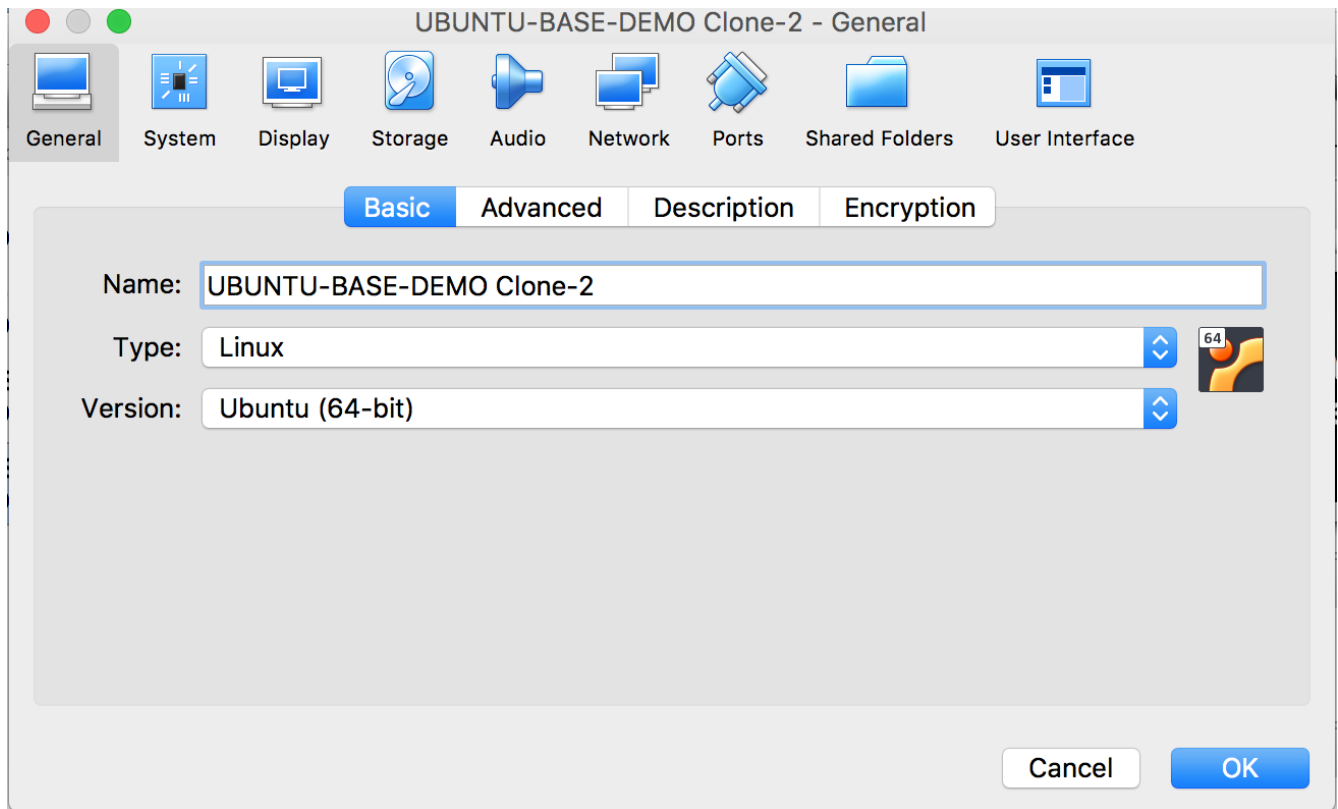 UBUNTU-BASE-DEMO Clone-2 - General
General System Display Storage Audio Network Ports Shared Folders User Interface
Basic Advanced Description Encryption
Name: UBUNTU-BASE-DEMO Clone-2
Type: Linux
64
Version: Ubuntu (64-bit)
Cancel OK